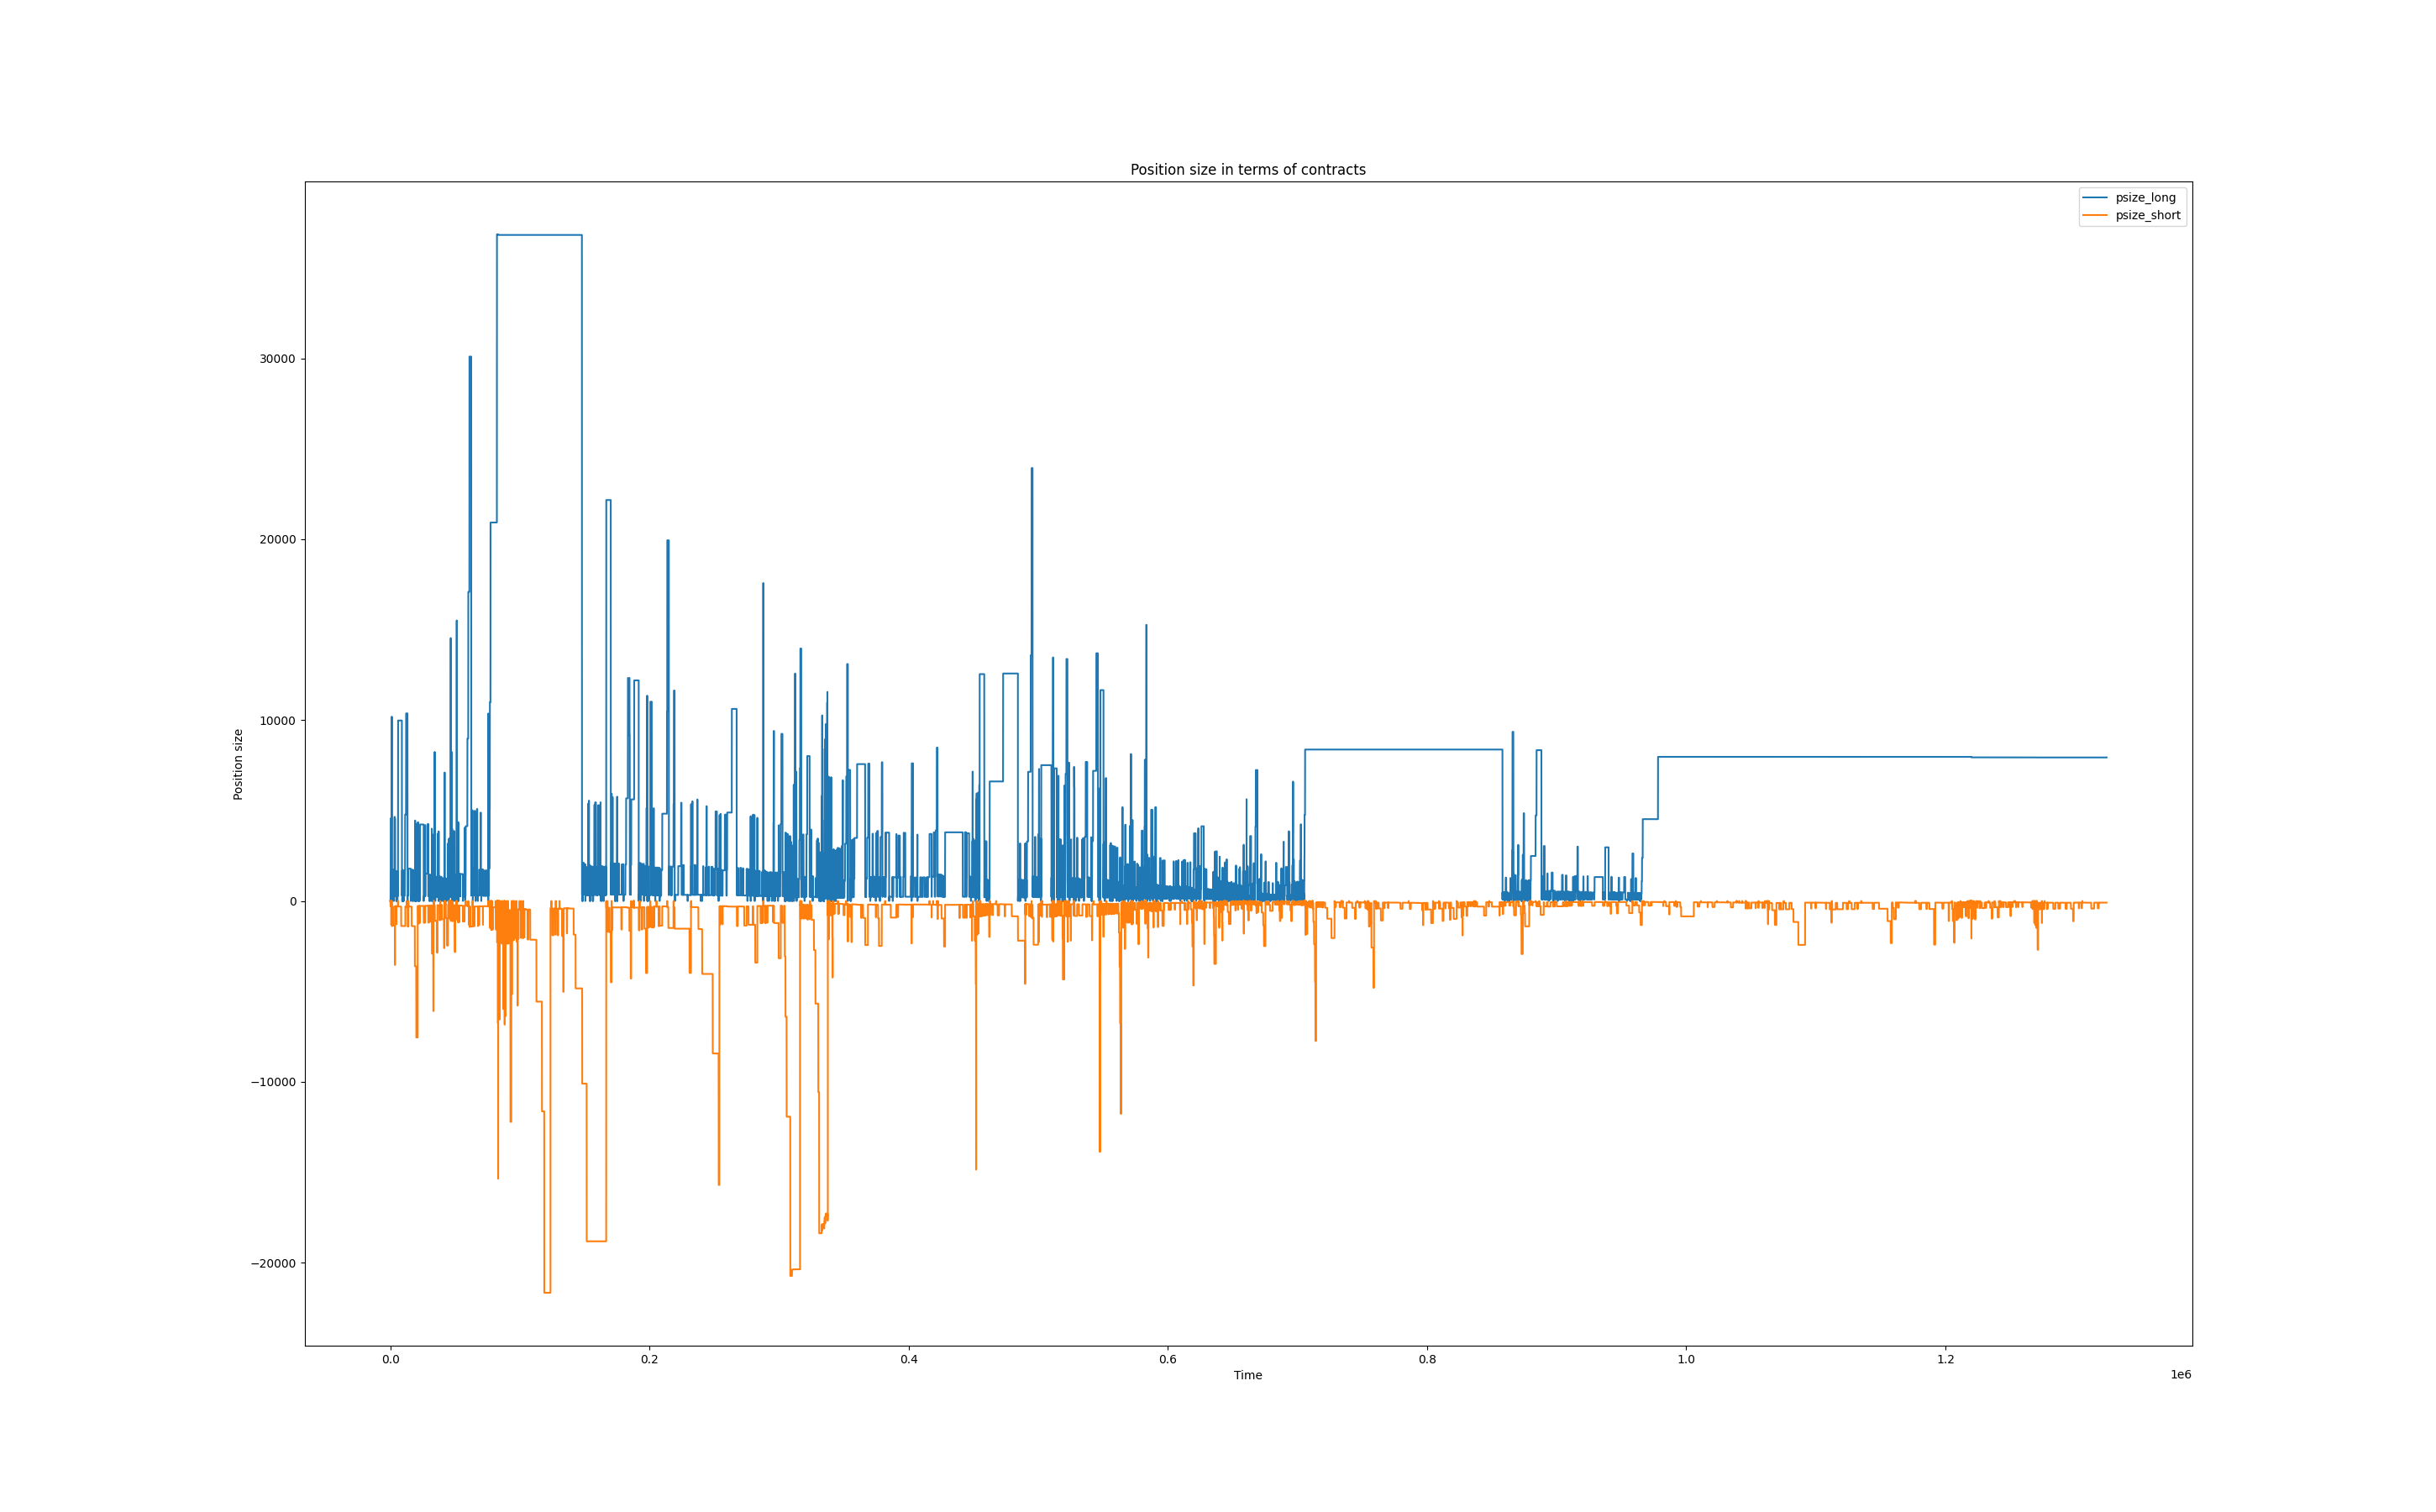 Position size in terms of contracts
psize_long
psize_short
Position size
30000
20000
10000
0
−10000
−20000
0.0 0.2 0.4 0.6 0.8 1.0 1.2
Time
1e6